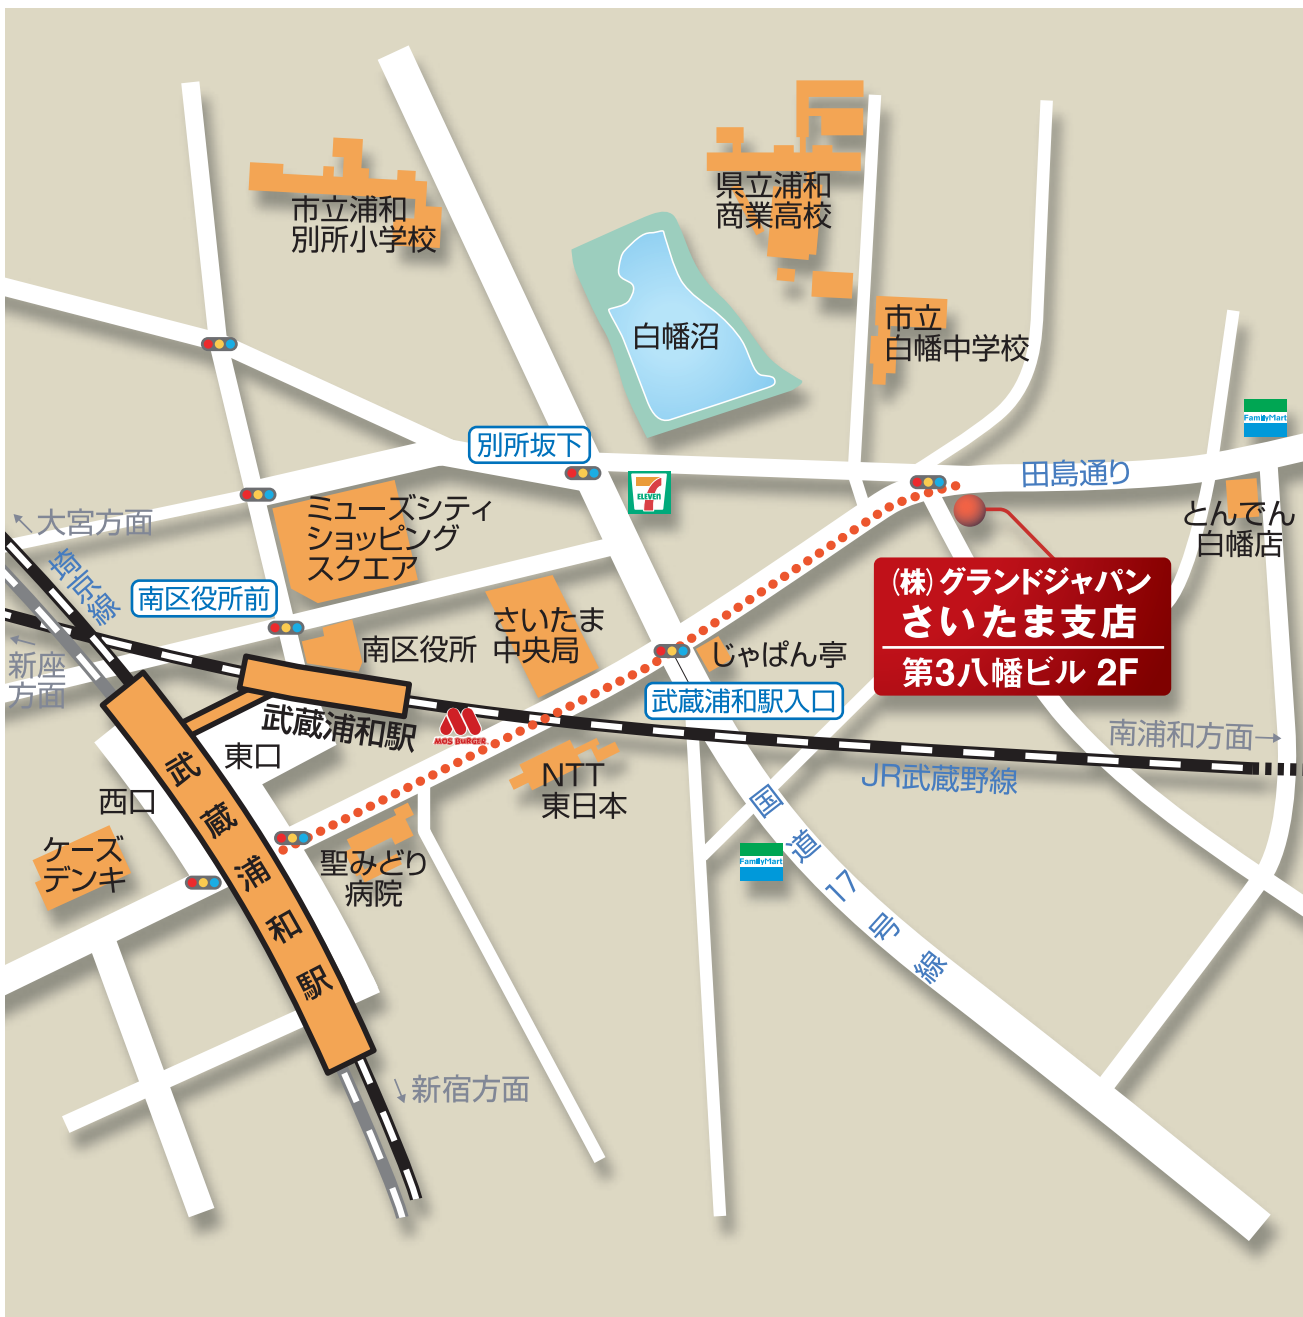 市立浦和
別所小学校
県立浦和
商業高校
白幡沼
市立
白幡中学校
FamilyMart
別所坂下
田島通り
ELEVEN
ミューズシティ
ショッピング
スクエア
とんでん
白幡店
大宮方面
埼京線
南区役所前
(株)グランドジャパン
さいたま支店
第3八幡ビル 2F
さいたま
中央局
南区役所
じゃぱん亭
新座
方面
武蔵浦和駅入口
武蔵浦和駅
MOS BURGER
南浦和方面
東口
西口
武蔵浦和駅
NTT
東日本
JR武蔵野線
国道17号線
FamilyMart
ケーズ
デンキ
聖みどり
病院
新宿方面